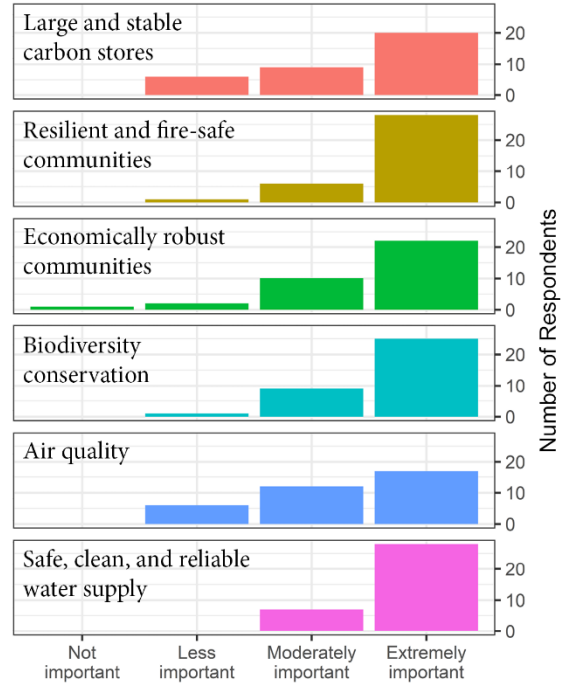 Large and stable
carbon stores
20
10
0
Resilient and fire-safe
communities
20
10
0
Economically robust
communities
20
10
0
Biodiversity
conservation
20
10
0
Air quality
20
10
0
Safe, clean, and reliable
water supply
20
10
0
Number of Respondents
Not
important
Less
important
Moderately
important
Extremely
important